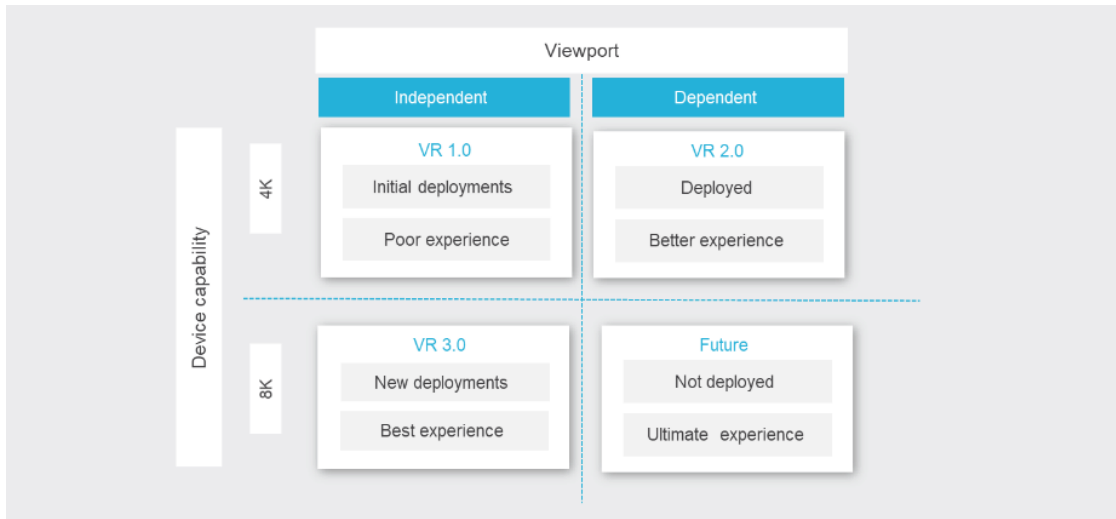 Viewport
Independent
Dependent
Device capability
4K
VR 1.0
Initial deployments
Poor experience
VR 2.0
Deployed
Better experience
8K
VR 3.0
New deployments
Best experience
Future
Not deployed
Ultimate experience